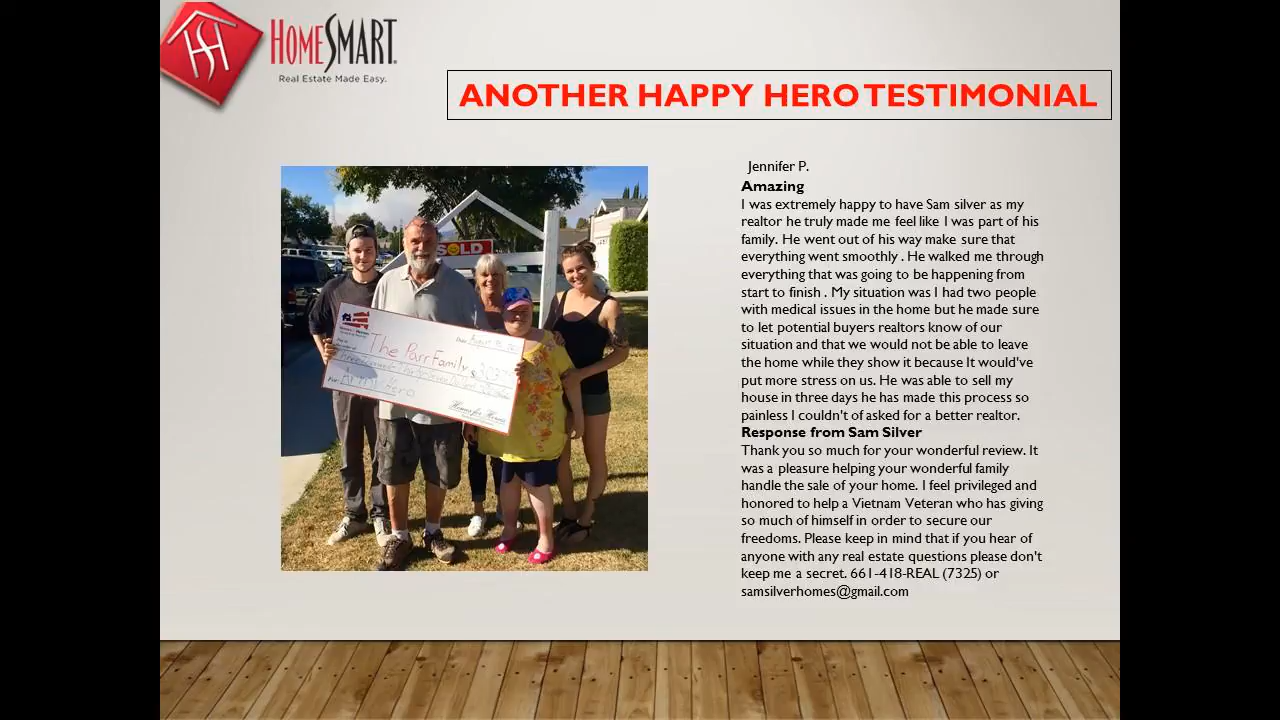 HOMESMART.
Real Estate Made Easy.
ANOTHER HAPPY HERO TESTIMONIAL
SOLD
The Parr Family
Jennifer P.
Amazing
I was extremely happy to have Sam silver as my
realtor he truly made me feel like I was part of his
family. He went out of his way make sure that
everything went smoothly . He walked me through
everything that was going to be happening from
start to finish . My situation was I had two people
with medical issues in the home but he made sure
to let potential buyers realtors know of our
situation and that we would not be able to leave
the home while they show it because It would've
put more stress on us. He was able to sell my
house in three days he has made this process so
painless I couldn't of asked for a better realtor.
Response from Sam Silver
Thank you so much for your wonderful review. It
was a pleasure helping your wonderful family
handle the sale of your home. I feel privileged and
honored to help a Vietnam Veteran who has giving
so much of himself in order to secure our
freedoms. Please keep in mind that if you hear of
anyone with any real estate questions please don't
keep me a secret. 661-418-REAL (7325) or
samsilverhomes@gmail.com